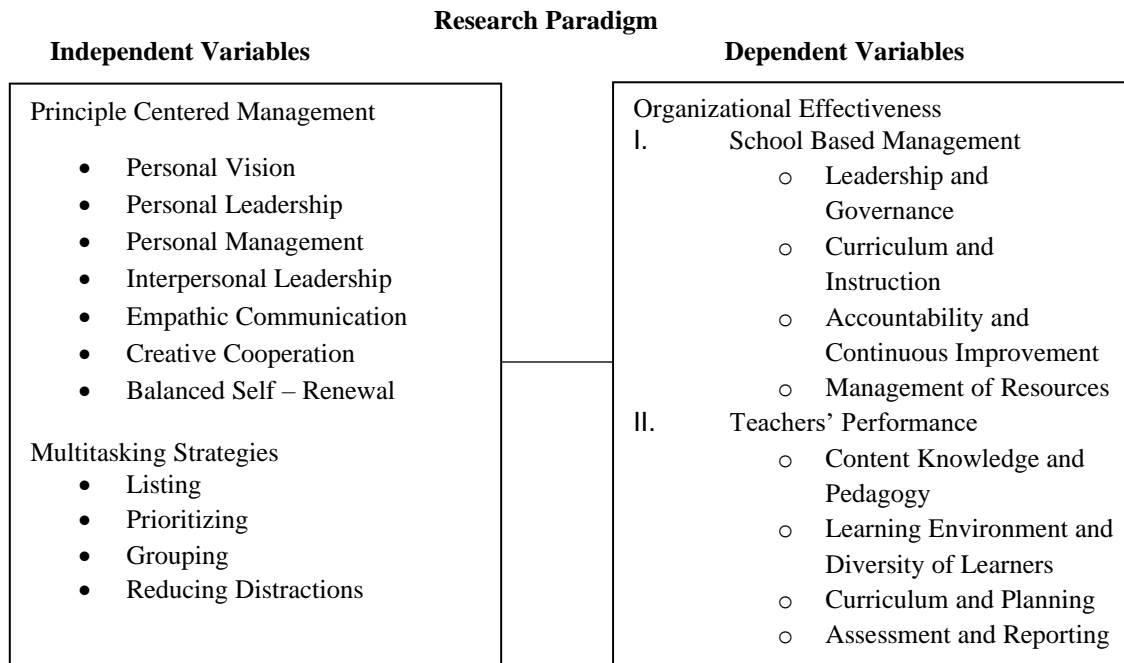 Research Paradigm
Independent Variables
Dependent Variables
Principle Centered Management
• Personal Vision
• Personal Leadership
• Personal Management
• Interpersonal Leadership
• Empathic Communication
• Creative Cooperation
• Balanced Self – Renewal
Multitasking Strategies
• Listing
• Prioritizing
• Grouping
• Reducing Distractions
Organizational Effectiveness
I. School Based Management
o Leadership and
Governance
o Curriculum and
Instruction
o Accountability and
Continuous Improvement
o Management of Resources
II. Teachers’ Performance
o Content Knowledge and
Pedagogy
o Learning Environment and
Diversity of Learners
o Curriculum and Planning
o Assessment and Reporting